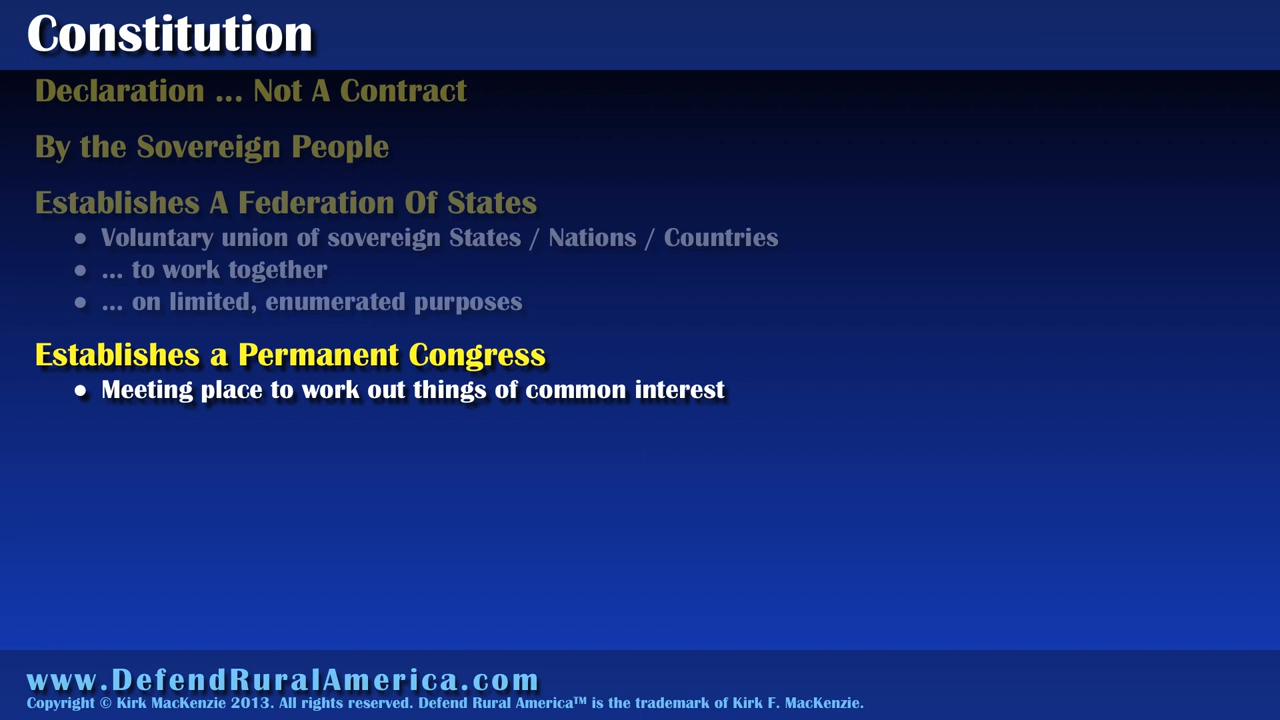 Constitution
Declaration ... Not A Contract
By the Sovereign People
Establishes A Federation Of States
● Voluntary union of sovereign States / Nations / Countries
● ... to work together
● ... on limited, enumerated purposes
Establishes a Permanent Congress
● Meeting place to work out things of common interest
www.DefendRuralAmerica.com
Copyright © Kirk MacKenzie 2013. All rights reserved. Defend Rural America™ is the trademark of Kirk F. MacKenzie.